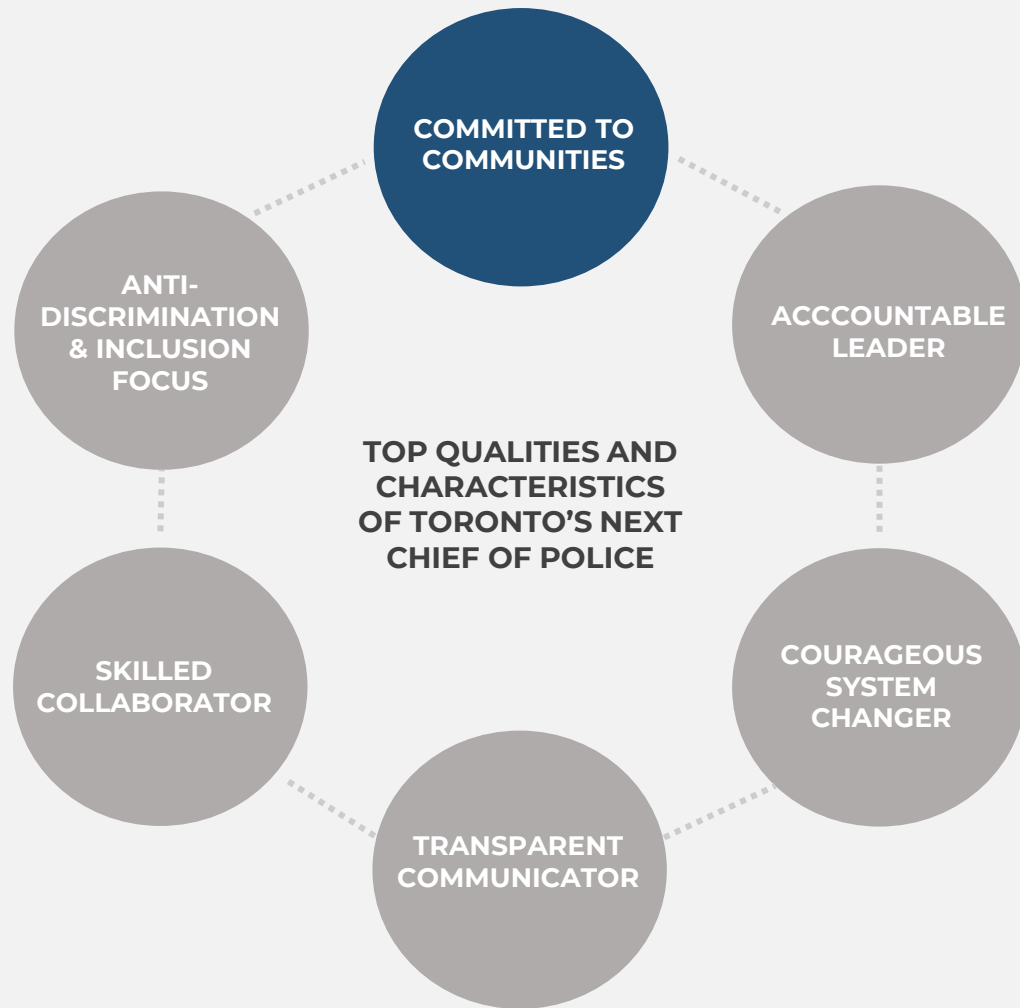 COMMITTED TO
COMMUNITIES
ANTI-
DISCRIMINATION
& INCLUSION
FOCUS
ACCCOUNTABLE
LEADER
TOP QUALITIES AND
CHARACTERISTICS
OF TORONTO’S NEXT
CHIEF OF POLICE
SKILLED
COLLABORATOR
COURAGEOUS
SYSTEM
CHANGER
TRANSPARENT
COMMUNICATOR